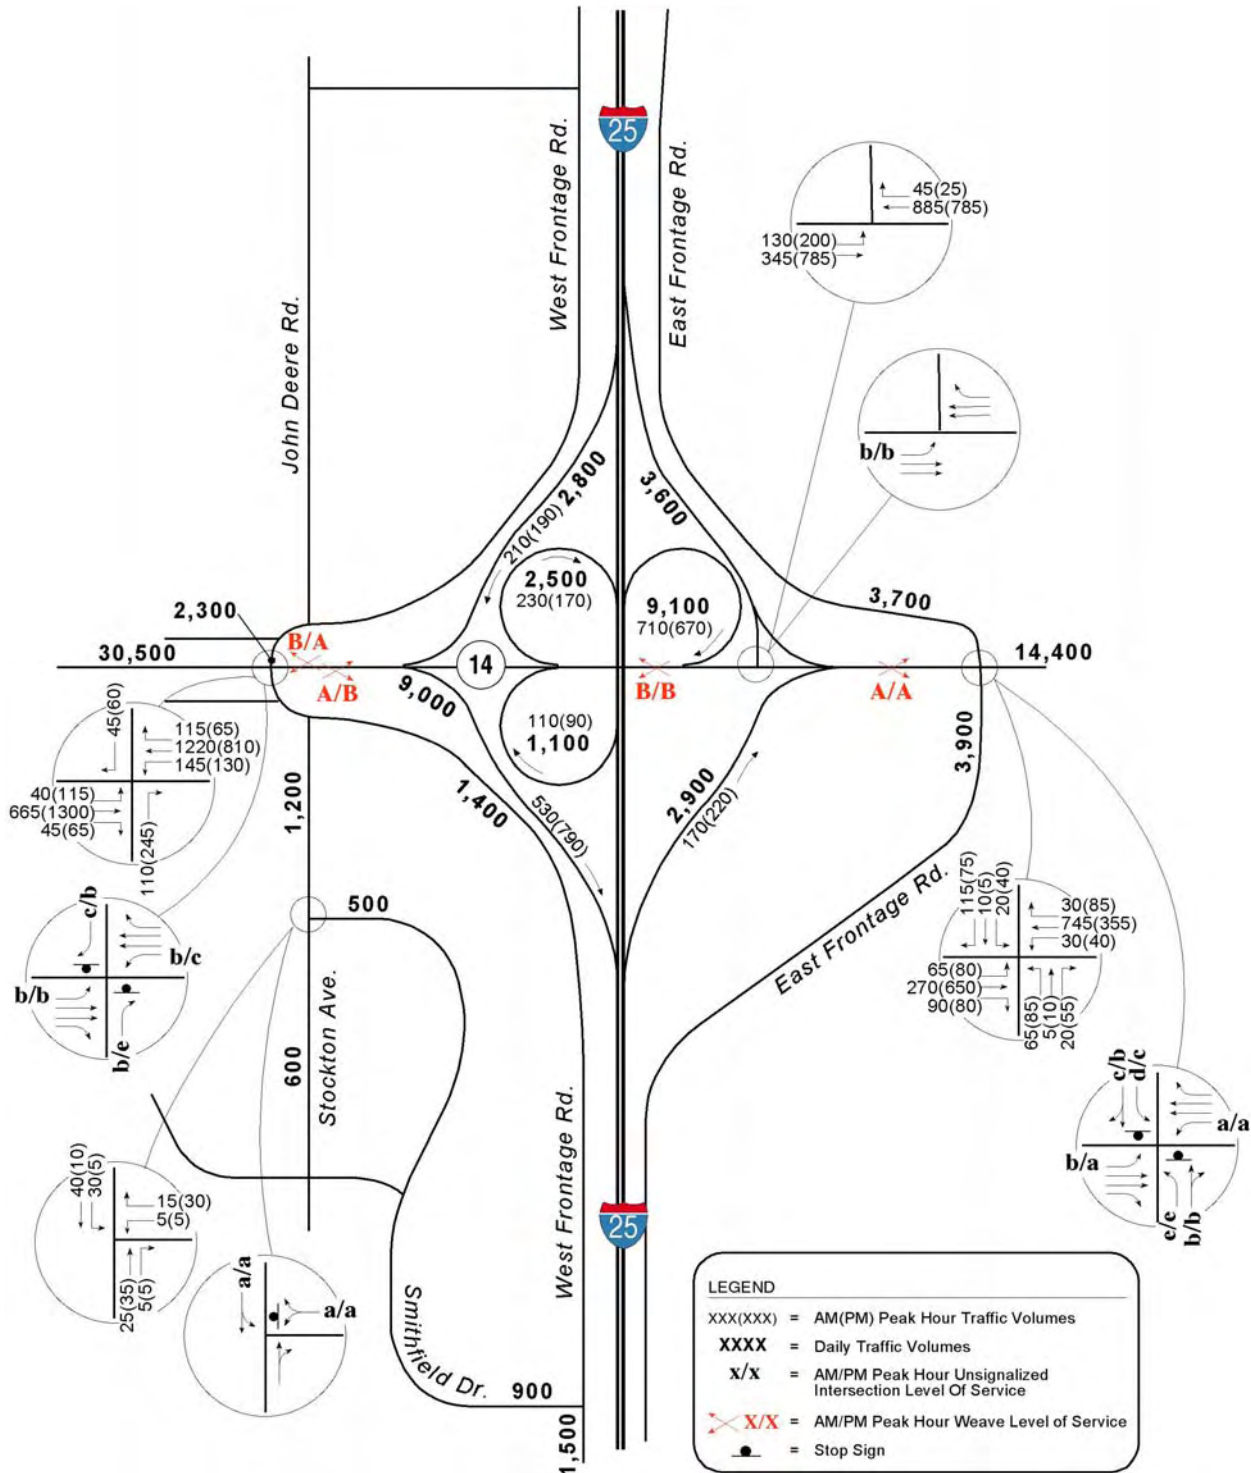 25
West Frontage Rd.
East Frontage Rd.
John Deere Rd.
45(25)
885(785)
130(200)
345(785)
b/b
2,800
210(190)
3,600
2,500
230(170)
9,100
710(670)
3,700
2,300
B/A
30,500
14
14,400
A/B
B/B
A/A
9,000
110(90)
1,100
3,900
45(60)
115(65)
1220(810)
145(130)
40(115)
665(1300)
45(65)
110(245)
1,200
1,400
530(790)
2,900
170(220)
c/b
b/c
b/b
b/e
500
Stockton Ave.
600
East Frontage Rd.
115(75)
10(5)
20(40)
30(85)
745(355)
30(40)
65(80)
270(650)
90(80)
65(85)
5(10)
20(55)
c/b
d/c
a/a
b/a
e/e
b/b
West Frontage Rd.
40(10)
30(5)
15(30)
5(5)
25(35)
5(5)
a/a
a/a
25
Smithfield Dr.
900
1,500
LEGEND
XXX(XXX) = AM(PM) Peak Hour Traffic Volumes
XXXX = Daily Traffic Volumes
x/x = AM/PM Peak Hour Unsignalized
Intersection Level Of Service
X/X = AM/PM Peak Hour Weave Level of Service
= Stop Sign